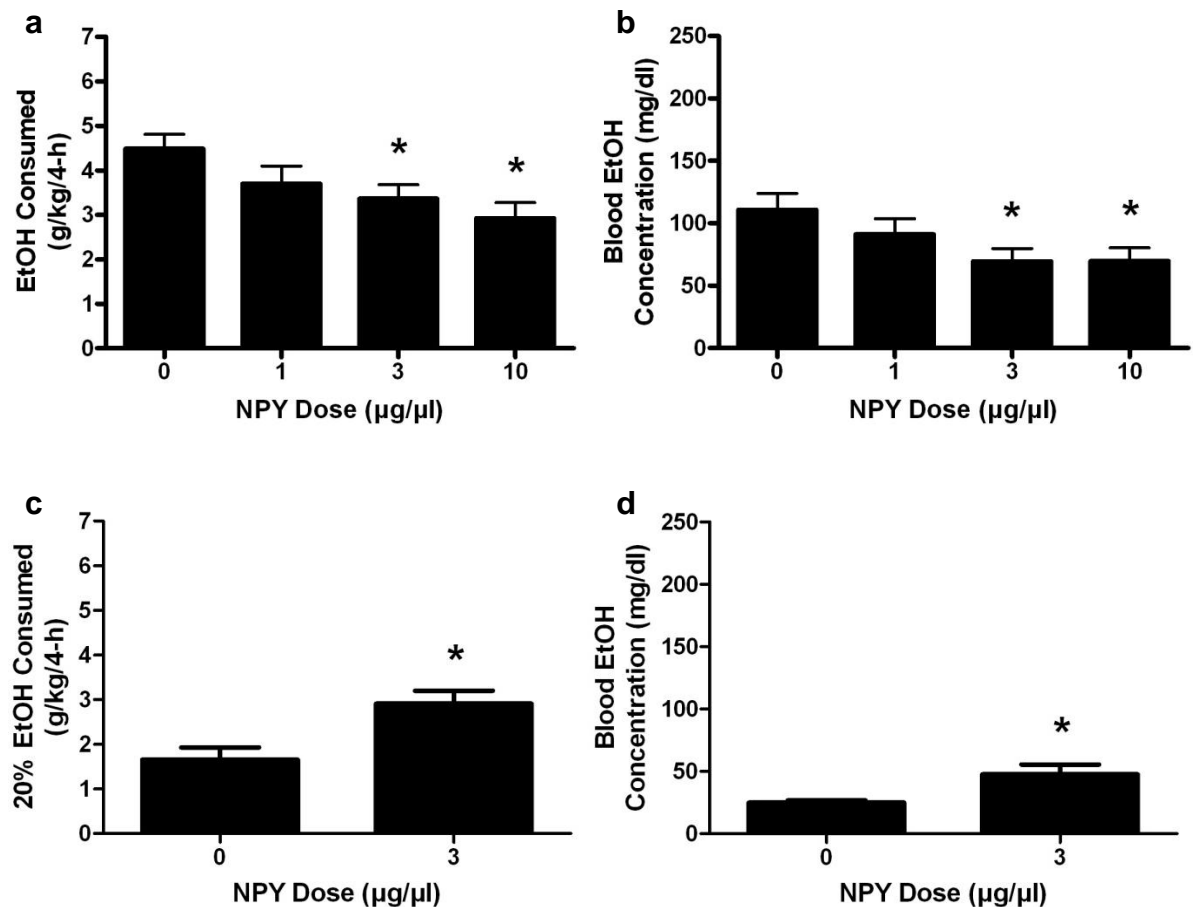 a
EtOH Consumed
(g/kg/4-h)
7
6
5
4
3
2
1
0
*
*
0 1 3 10
NPY Dose (µg/µl)
b
Blood EtOH
Concentration (mg/dl)
250
200
150
100
50
0
*
*
0 1 3 10
NPY Dose (µg/µl)
c
20% EtOH Consumed
(g/kg/4-h)
7
6
5
4
3
2
1
0
*
0 3
NPY Dose (µg/µl)
d
Blood EtOH
Concentration (mg/dl)
250
200
150
100
50
0
*
0 3
NPY Dose (µg/µl)